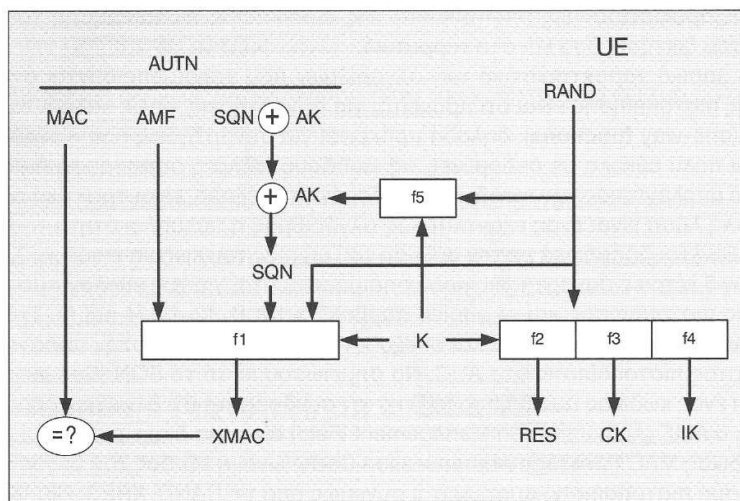 UE
AUTN
RAND
MAC AMF SQN + AK
+ AK f5
SQN
f1 K f2 f3 f4
=? XMAC RES CK IK